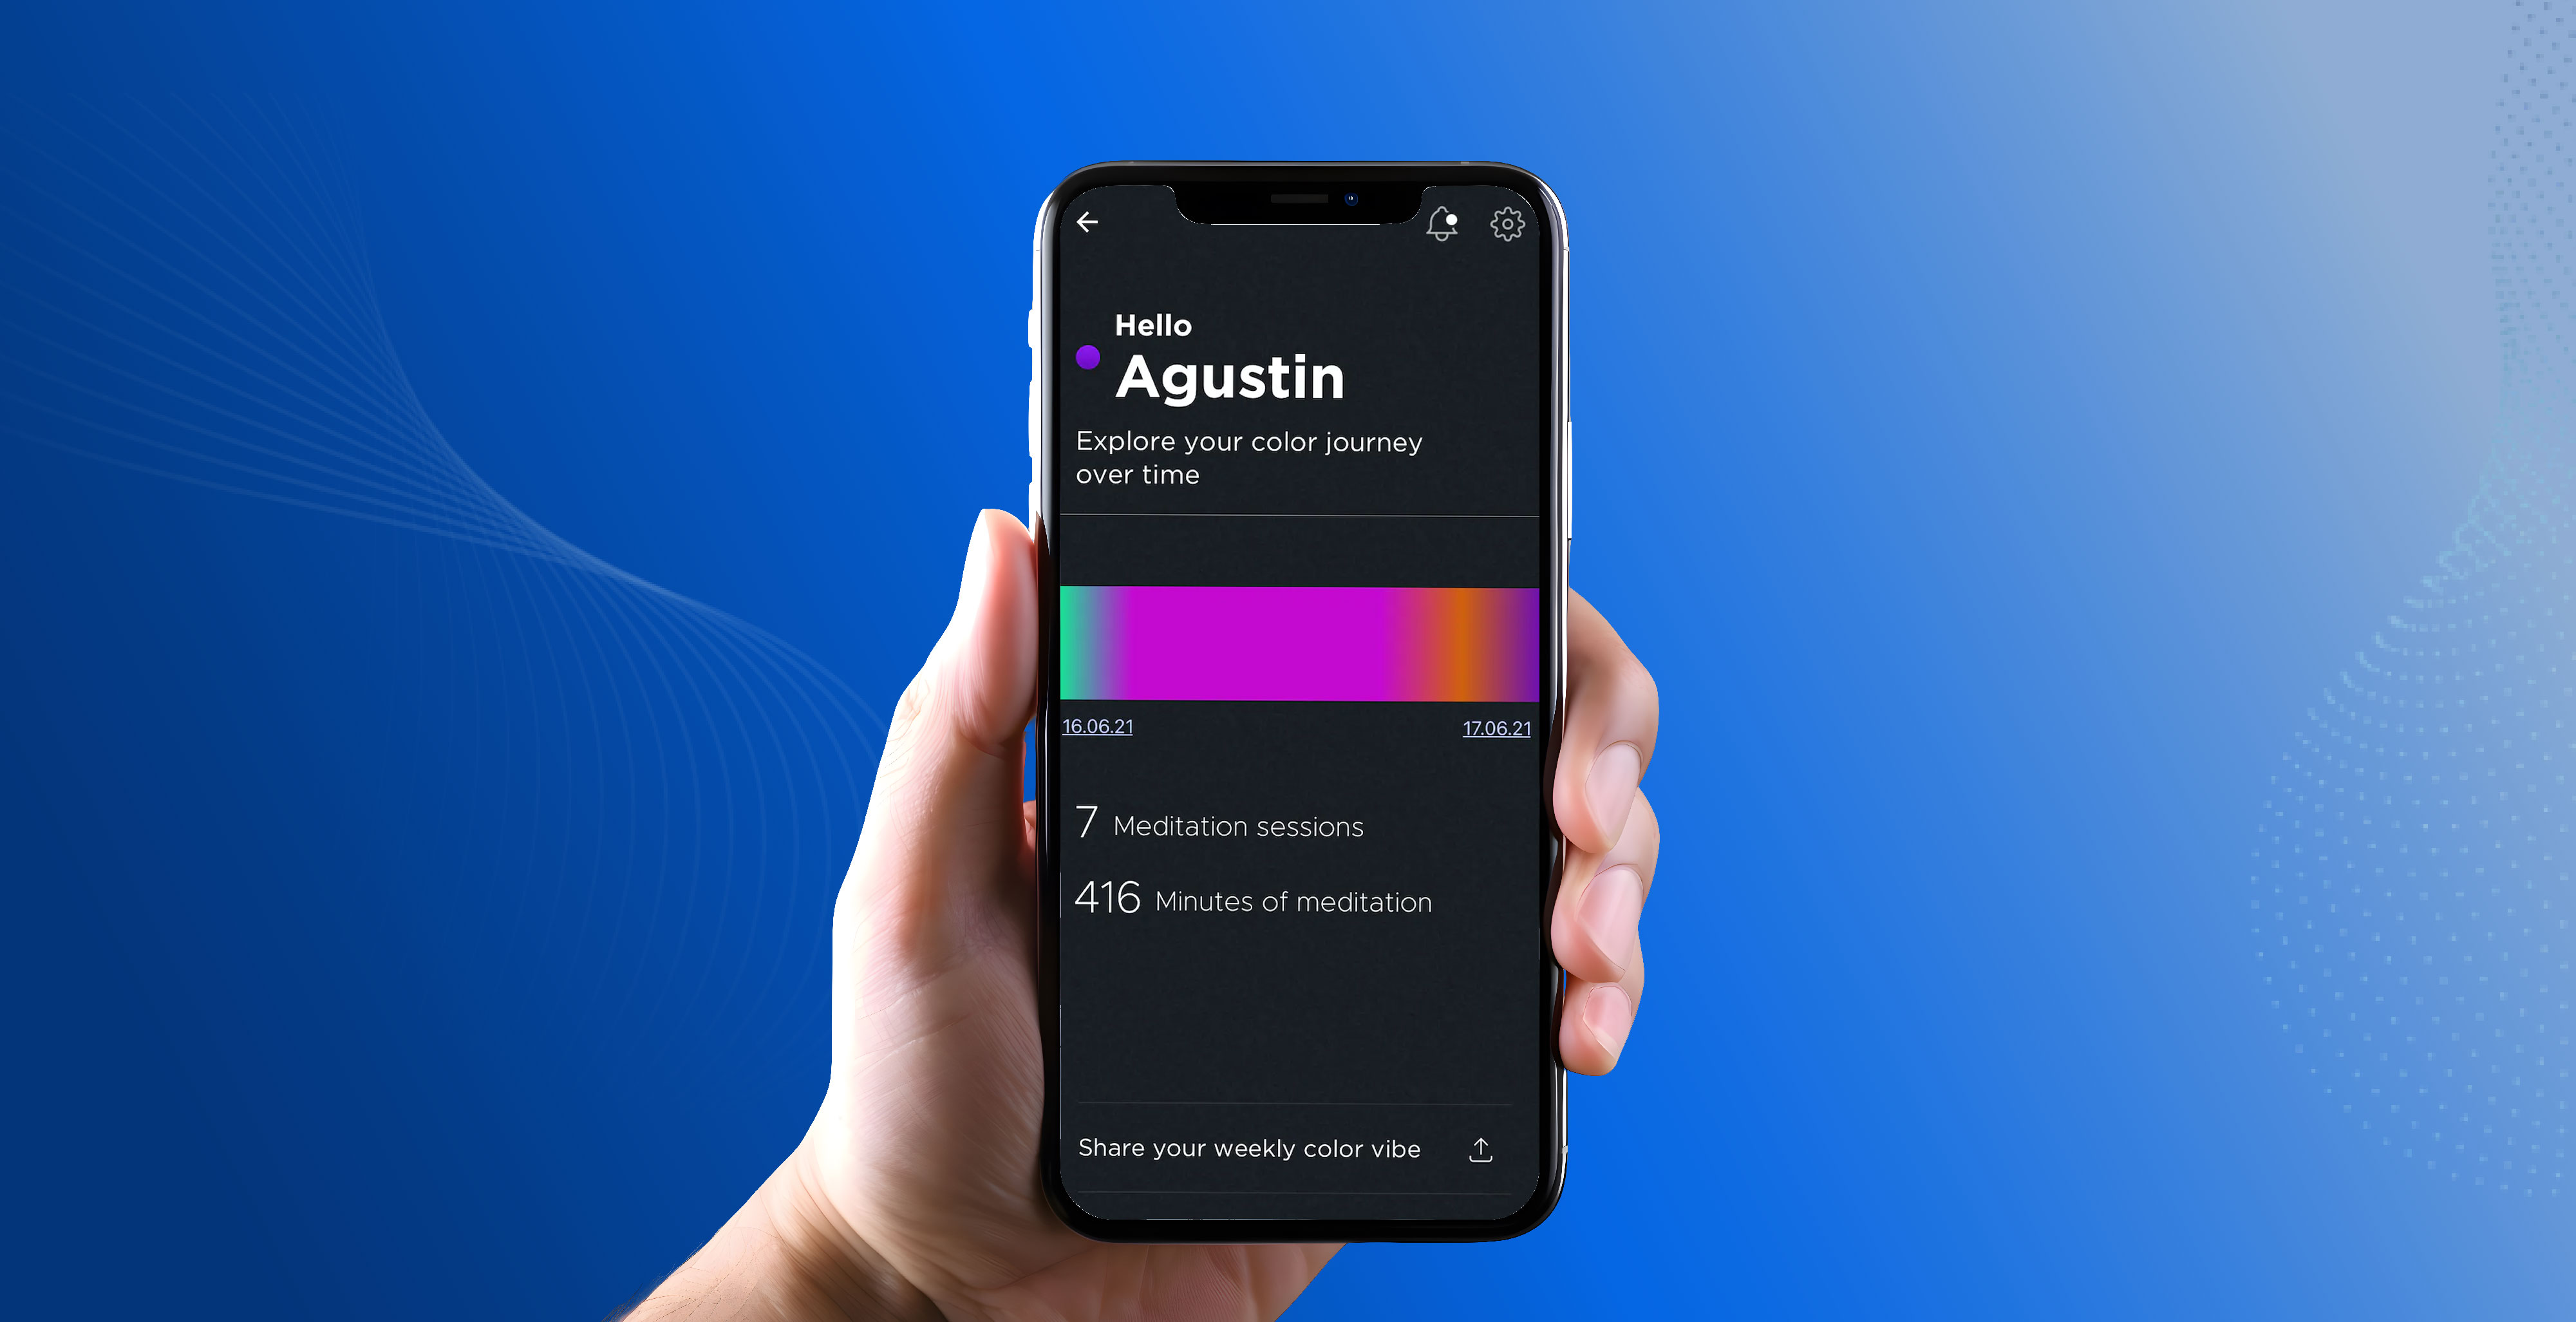 Hello
Agustin
Explore your color journey
over time
16.06.21
17.06.21
7 Meditation sessions
416 Minutes of meditation
Share your weekly color vibe